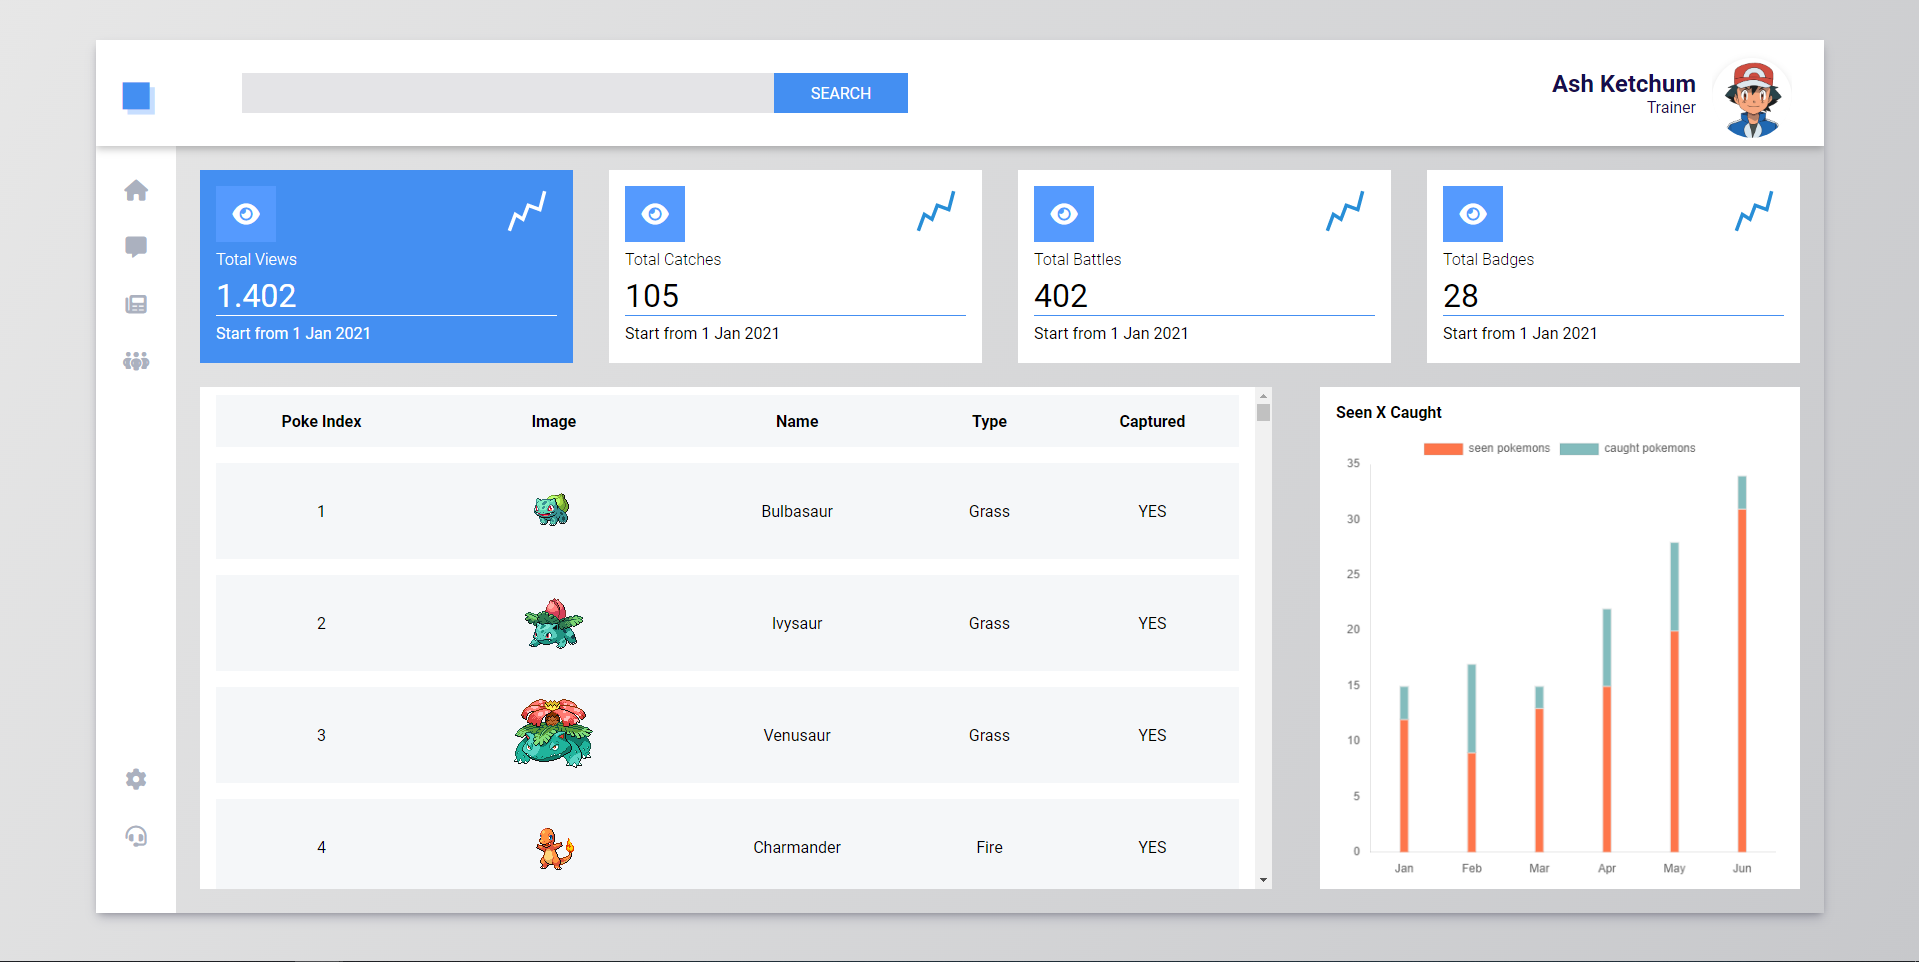 SEARCH
Ash Ketchum
Trainer
Total Views
1.402
Start from 1 Jan 2021
Total Catches
105
Start from 1 Jan 2021
Total Battles
402
Start from 1 Jan 2021
Total Badges
28
Start from 1 Jan 2021
Poke Index Image Name Type Captured
1 Bulbasaur Grass YES
2 Ivysaur Grass YES
3 Venusaur Grass YES
4 Charmander Fire YES
Seen X Caught
seen pokemons caught pokemons
35
30
25
20
15
10
5
0
Jan Feb Mar Apr May Jun